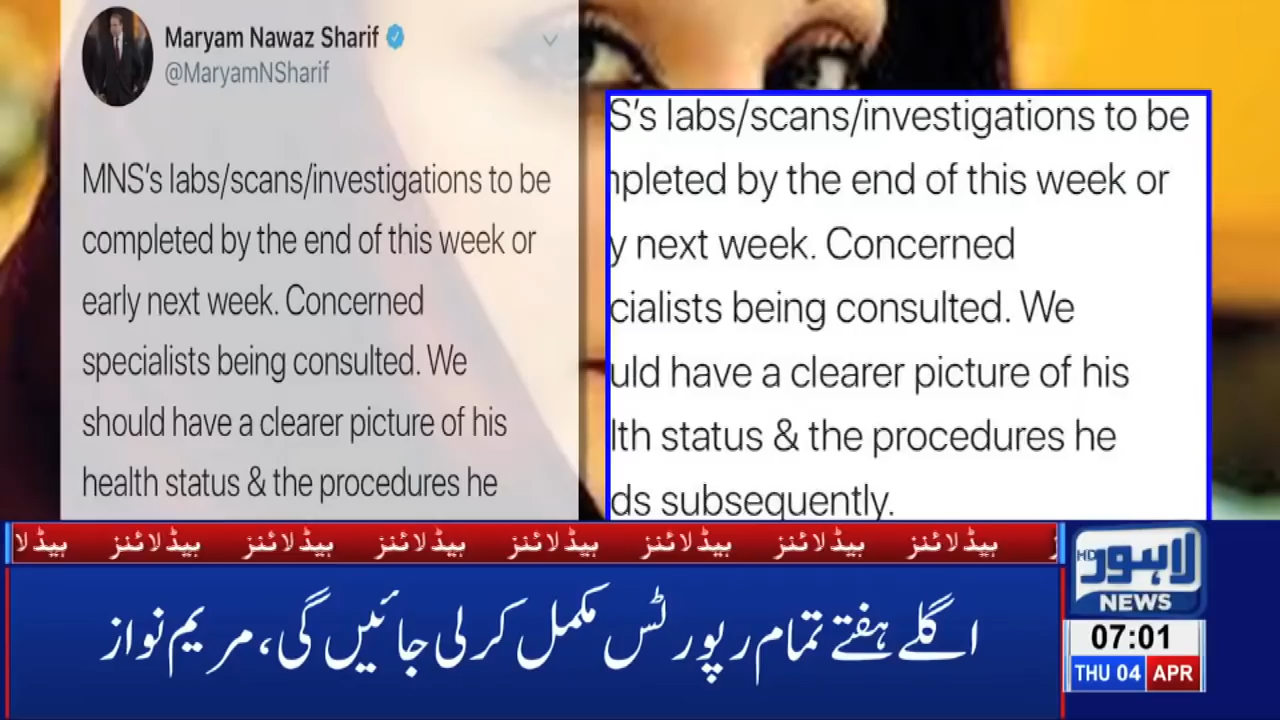 Maryam Nawaz Sharif
@MaryamNSharif
MNS's labs/scans/investigations to be
completed by the end of this week or
early next week. Concerned
specialists being consulted. We
should have a clearer picture of his
health status & the procedures he
S's labs/scans/investigations to be
npleted by the end of this week or
y next week. Concerned
cialists being consulted. We
uld have a clearer picture of his
lth status & the procedures he
ds subsequently.
ہیڈلائنز ہیڈلائنز ہیڈلائنز ہیڈلائنز ہیڈلائنز ہیڈلائنز ہیڈلائنز ہیڈلا
اگلے ہفتے تمام رپورٹس مکمل کر لی جائیں گی، مریم نواز
لاہور HD
NEWS
07:01
THU 04 APR